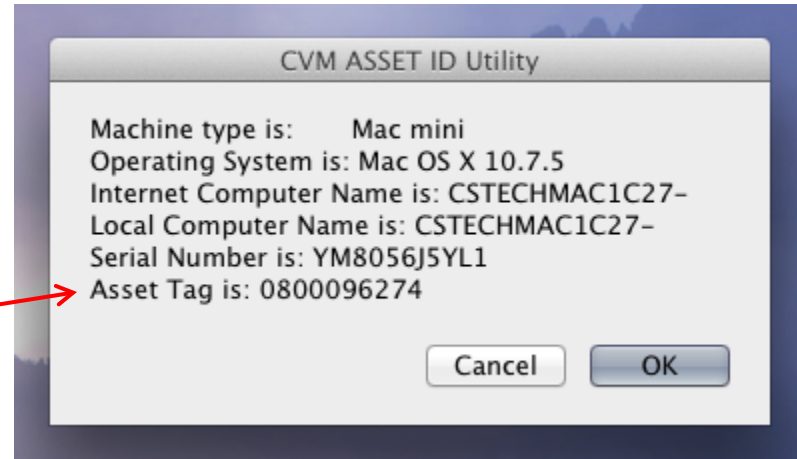 CVM ASSET ID Utility
Machine type is: Mac mini
Operating System is: Mac OS X 10.7.5
Internet Computer Name is: CSTECHMAC1C27-
Local Computer Name is: CSTECHMAC1C27-
Serial Number is: YM8056J5YL1
Asset Tag is: 0800096274
Cancel OK